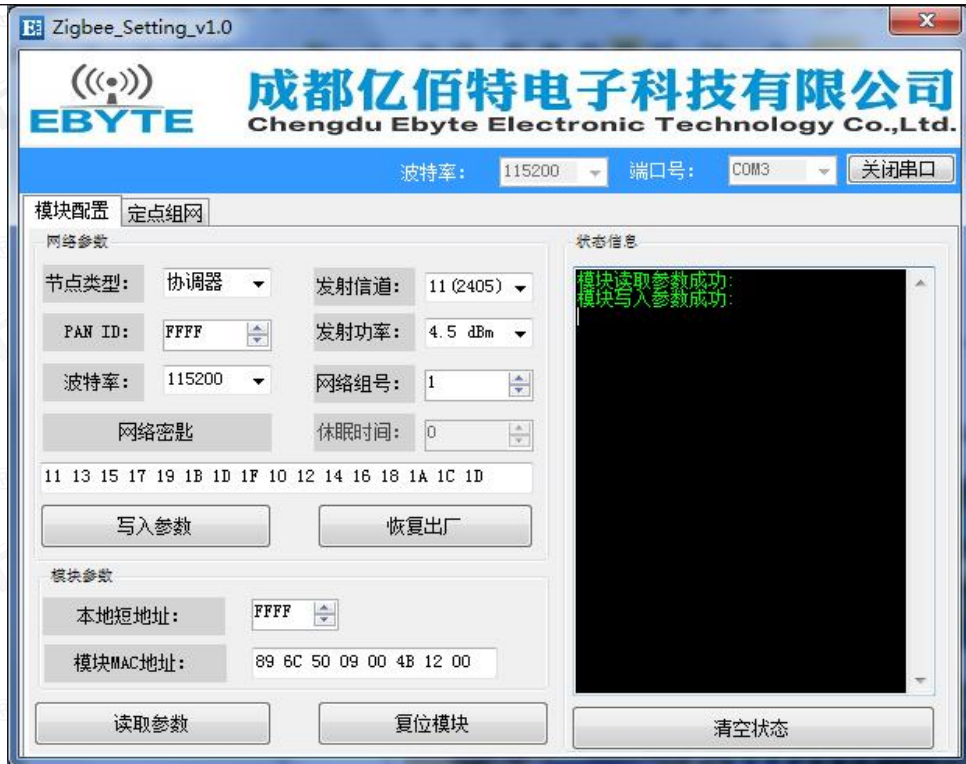 Zigbee_Setting_v1.0
EBYTE
成都亿佰特电子科技有限公司
Chengdu Ebyte Electronic Technology Co.,Ltd.
波特率： 115200 端口号： COM3 关闭串口
模块配置 定点组网
网络参数
节点类型： 协调器 发射信道： 11(2405)
PAN ID: FFFF 发射功率： 4.5 dBm
波特率： 115200 网络组号： 1
网络密匙 休眠时间： 0
11 13 15 17 19 1B 1D 1F 10 12 14 16 18 1A 1C 1D
写入参数 恢复出厂
模块参数
本地短地址： FFFF
模块MAC地址： 89 6C 50 09 00 4B 12 00
读取参数 复位模块
状态信息
模块读取参数成功:
模块写入参数成功:
清空状态